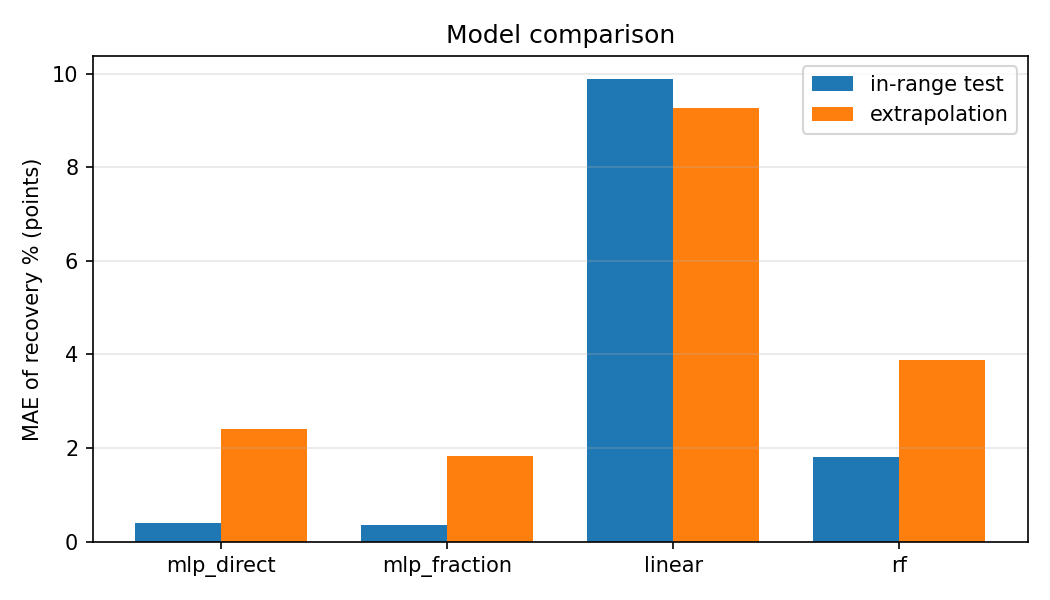 Model comparison
in-range test
extrapolation
MAE of recovery % (points)
10
8
6
4
2
0
mlp_direct
mlp_fraction
linear
rf